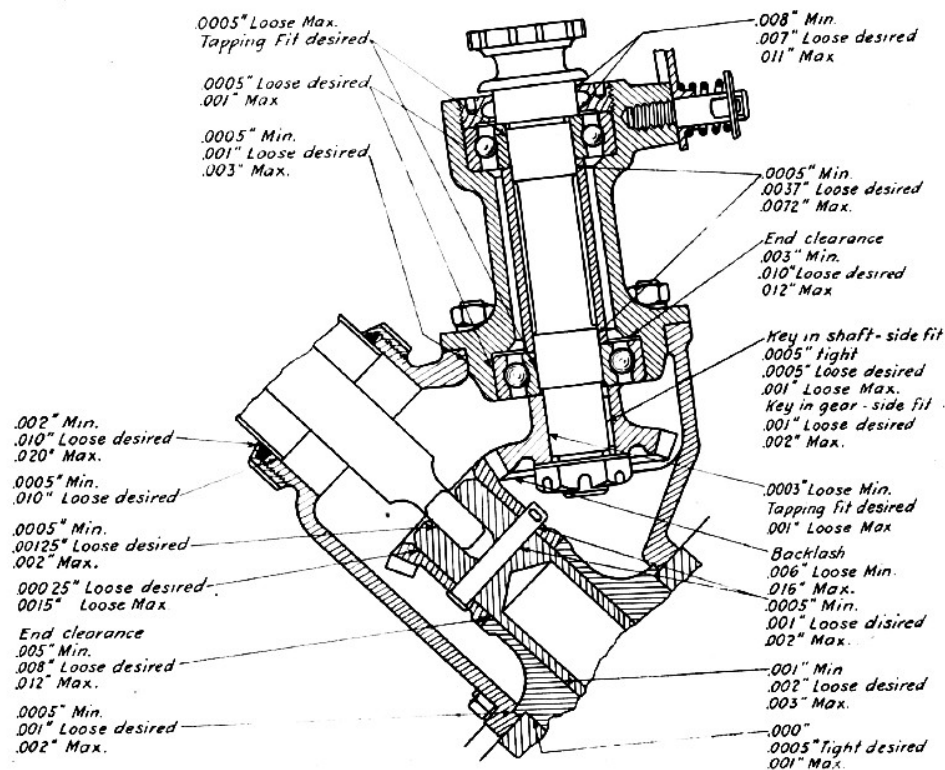 .0005" Loose Max.
Tapping Fit desired
.0005" Loose desired
.001" Max
.0005" Min.
.001" Loose desired
.003" Max.
.008" Min.
.007" Loose desired
011" Max
.0005" Min.
.0037" Loose desired
.0072" Max.
End clearance
.003" Min.
.010" Loose desired
012" Max
Key in shaft - side fit
.0005" tight
.0005" Loose desired
.001" Loose Max.
Key in gear - side fit
.001" Loose desired
.002" Max.
.0003" Loose Min.
Tapping fit desired
.001" Loose Max
Backlash
.006" Loose Min.
.016" Max.
.0005" Min.
.001" Loose disired
.002" Max.
.001" Min
.002" Loose desired
.003" Max.
.000"
.0005" Tight desired
.001" Max.
.002" Min.
.010" Loose desired
.020" Max.
.0005" Min.
.010" Loose desired
.0005" Min.
.00125" Loose desired
.002" Max.
.00025" Loose desired
.0015" Loose Max.
End clearance
.005" Min.
.008" Loose desired
.012" Max.
.0005" Min.
.001" Loose desired
.002" Max.